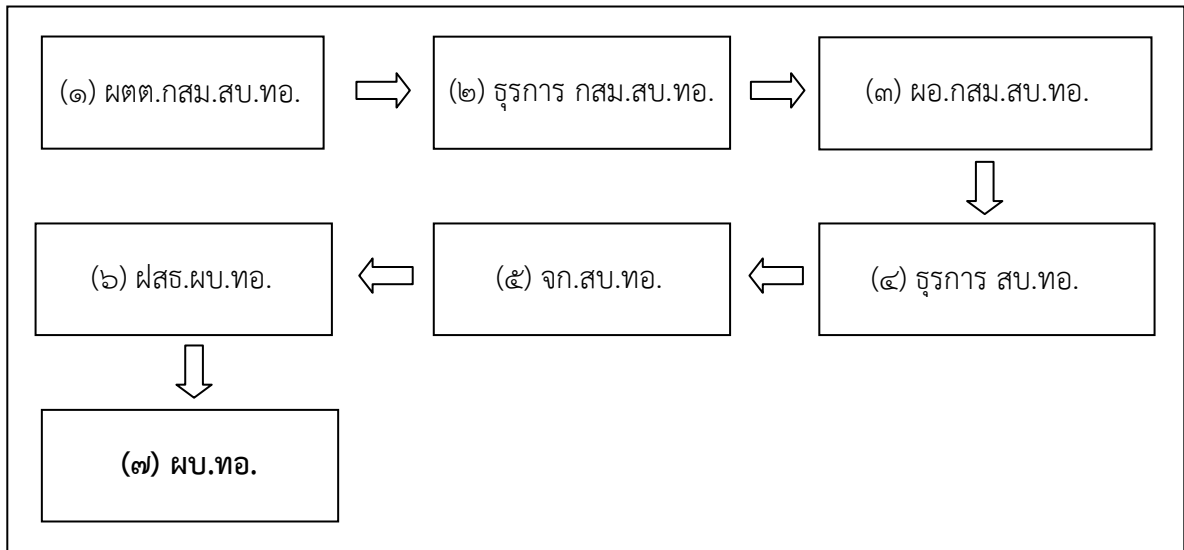 (๑) ผตต.กสม.สบ.ทอ.
(๒) ธุรการ กสม.สบ.ทอ.
(๓) ผอ.กสม.สบ.ทอ.
(๔) ธุรการ สบ.ทอ.
(๕) จก.สบ.ทอ.
(๖) ฝสธ.ผบ.ทอ.
(๗) ผบ.ทอ.